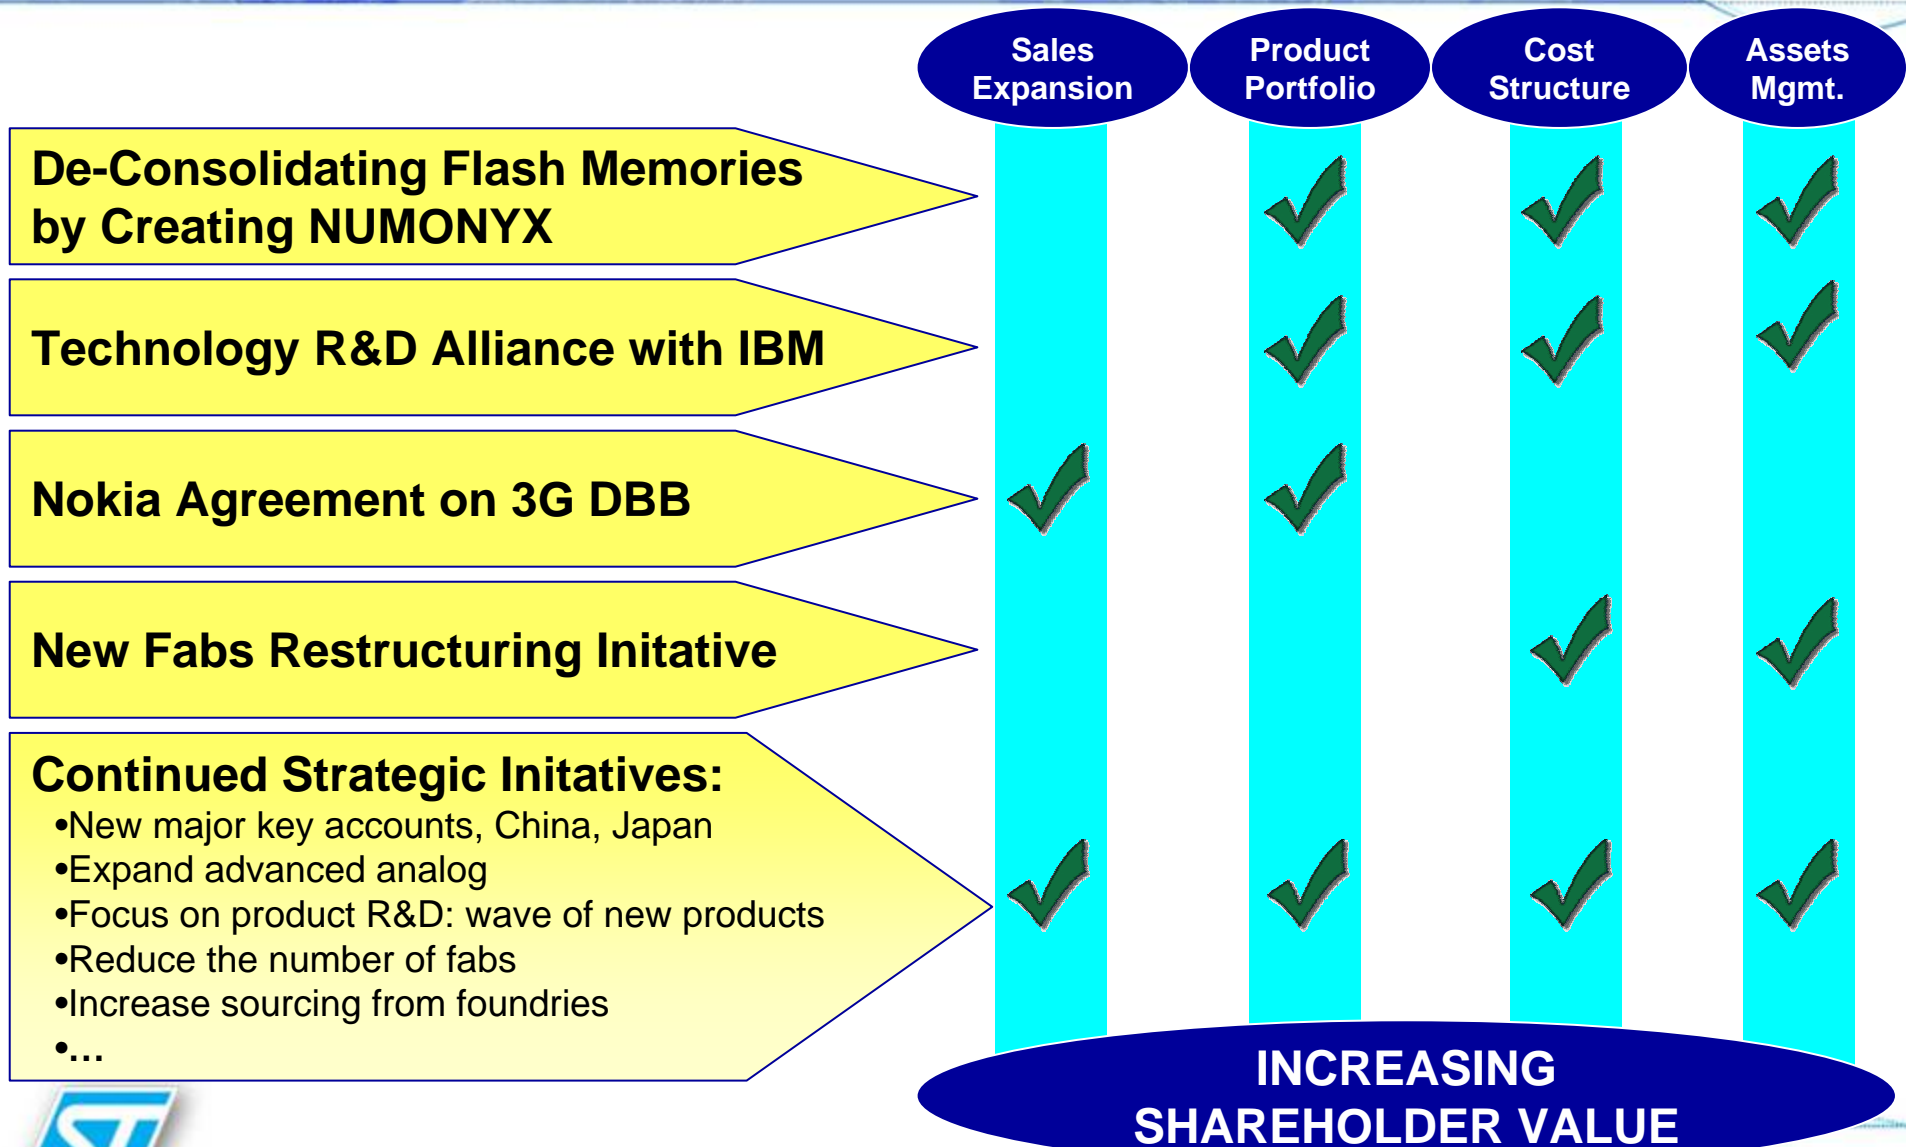 Sales
Expansion
Product
Portfolio
Cost
Structure
Assets
Mgmt.
De-Consolidating Flash Memories
by Creating NUMONYX
Technology R&D Alliance with IBM
Nokia Agreement on 3G DBB
New Fabs Restructuring Initative
Continued Strategic Initatives:
•New major key accounts, China, Japan
•Expand advanced analog
•Focus on product R&D: wave of new products
•Reduce the number of fabs
•Increase sourcing from foundries
•...
INCREASING
SHAREHOLDER VALUE
ST